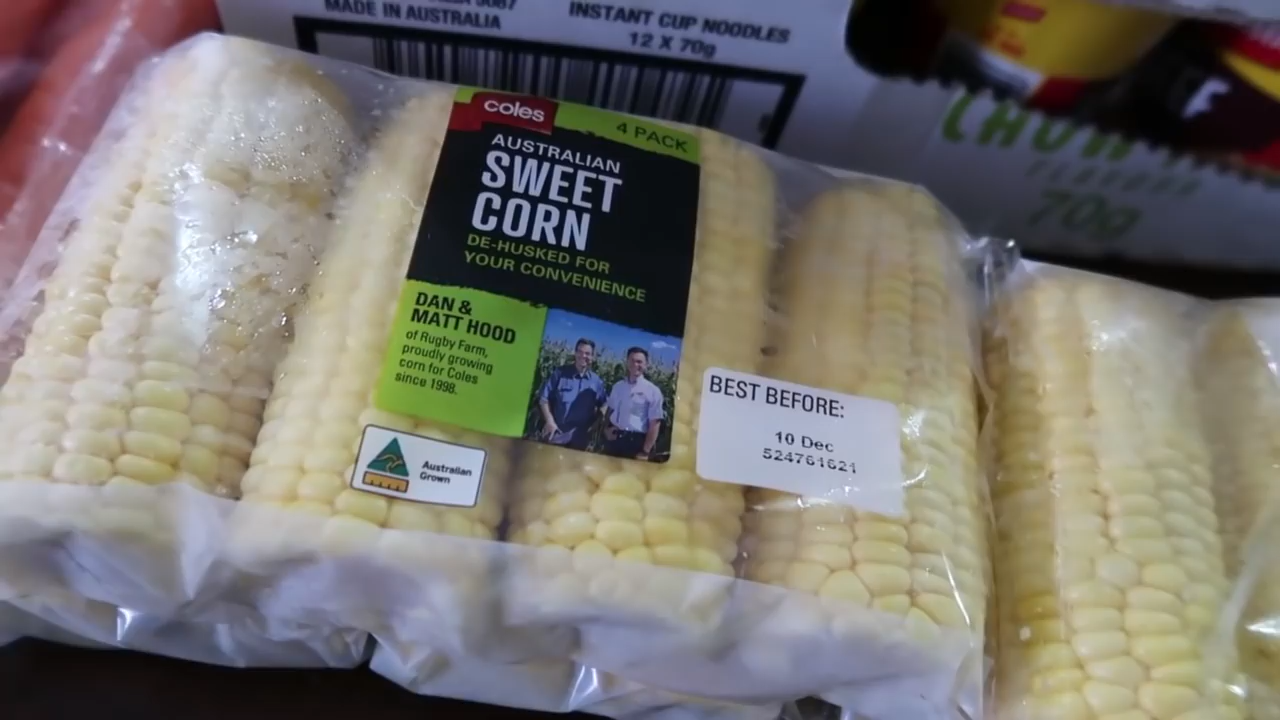 MADE IN AUSTRALIA
INSTANT CUP NOODLES
12 X 70g
coles
4 PACK
AUSTRALIAN
SWEET
CORN
DE-HUSKED FOR
YOUR CONVENIENCE
DAN &
MATT HOOD
of Rugby Farm,
proudly growing
corn for Coles
since 1998.
Australian
Grown
BEST BEFORE:
10 Dec
524761621
FLAVOUR
70g